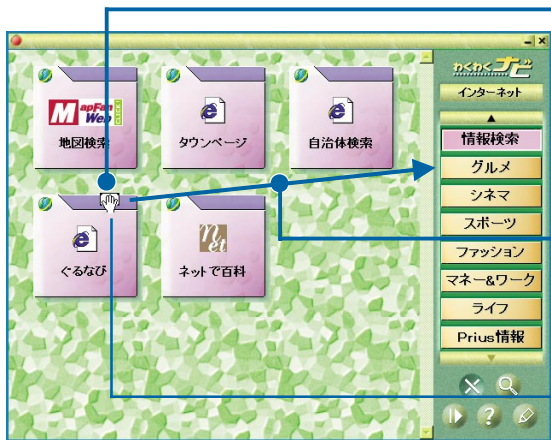 わくわくナビ
インターネット
MapFan
Web
地図検索
タウンページ
自治体検索
ぐるなび
net
ネットで百科
情報検索
グルメ
シネマ
スポーツ
ファッション
マネー&ワーク
ライフ
Prius情報